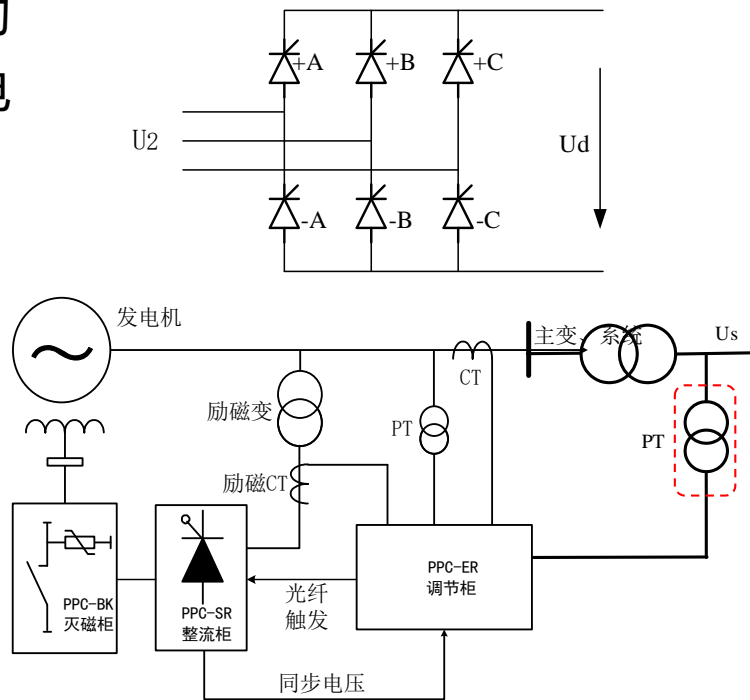 电
+A
+B
+C
U2
Ud
-A
-B
-C
发电机
主变、系统
Us
CT
励磁变
PT
PT
励磁CT
PPC-ER
调节柜
PPC-BK
灭磁柜
PPC-SR
整流柜
光纤
触发
同步电压